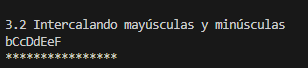 3.2 Intercalando mayúsculas y minúsculas
bCcDdEeF
****************